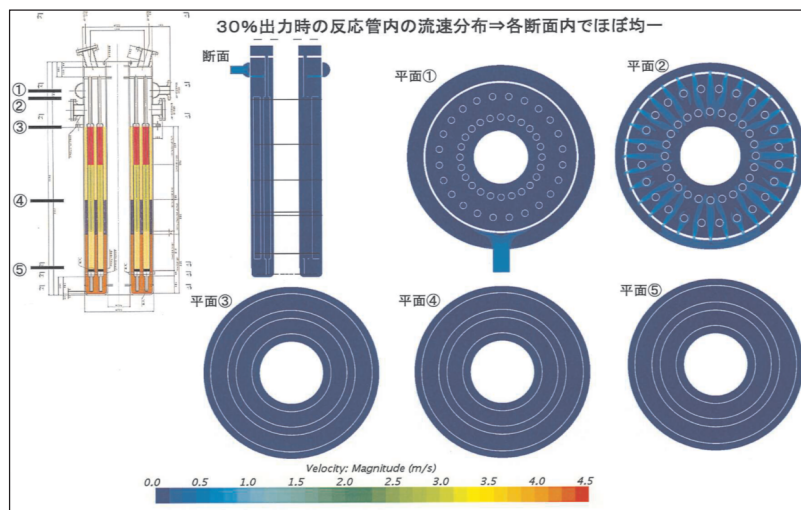 30%出力時の反応管内の流速分布⇒各断面内でほぼ均一
断面
平面①
平面②
①
②
③
④
⑤
平面③
平面④
平面⑤
Velocity: Magnitude (m/s)
0.0 0.5 1.0 1.5 2.0 2.5 3.0 3.5 4.0 4.5